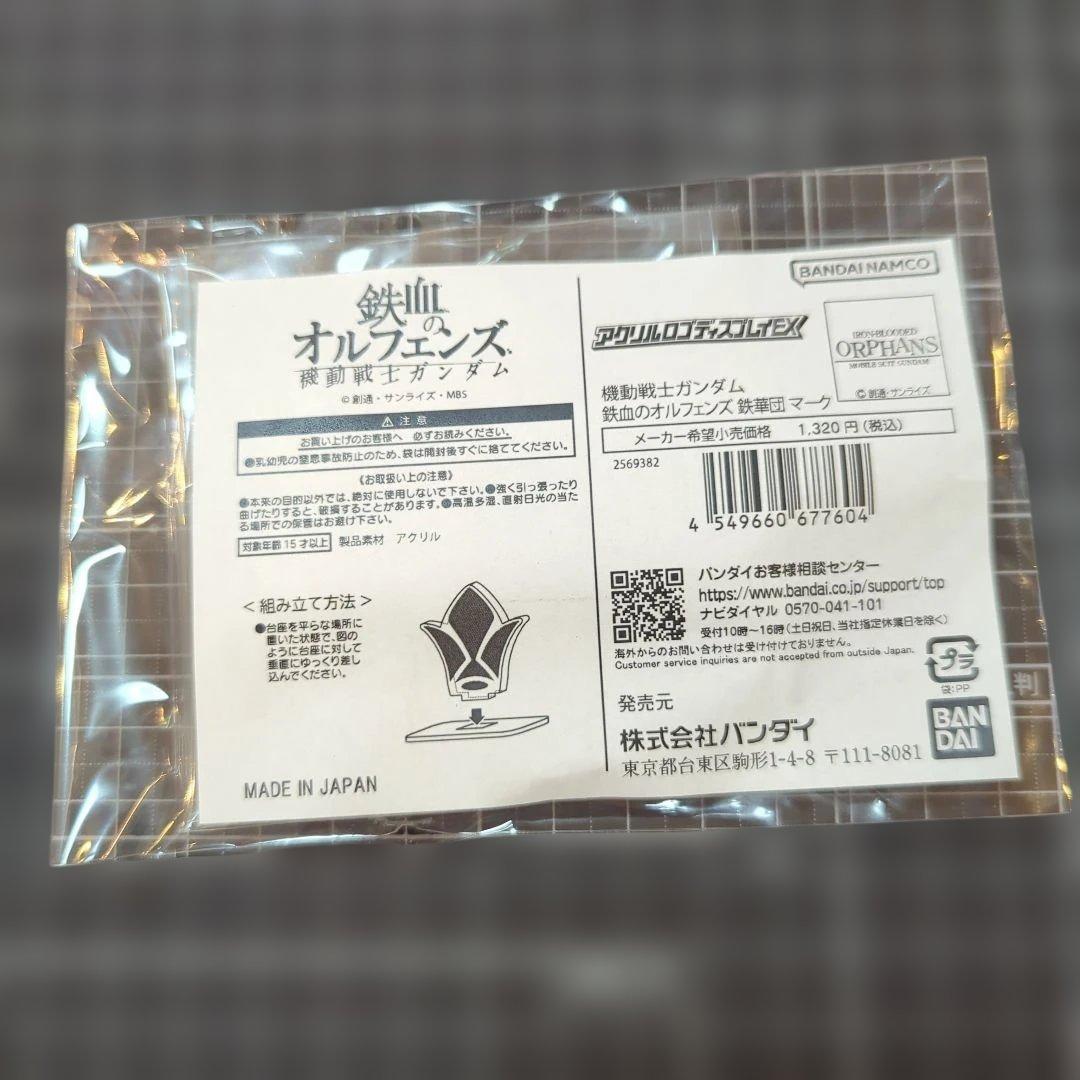 鉄血の
オルフェンズ
機動戦士ガンダム
©創通・サンライズ・MBS
⚠ 注意
お買い上げのお客様へ 必ずお読みください。
●乳幼児の窒息事故防止のため、袋は開封後すぐに捨ててください。
《お取扱い上の注意》
●本来の目的以外では、絶対に使用しないで下さい。●強く引っ張ったり
曲げたりすると、破損することがあります。●高温多湿、直射日光の当た
る場所での保管はお避け下さい。
対象年齢15才以上 製品素材 アクリル
<組み立て方法>
●台座を平らな場所に
置いた状態で、図の
ように台座に対して
垂直にゆっくり差し
込んでください。
MADE IN JAPAN
BANDAI NAMCO
アクリルロゴディスプレイEX
IRON-BLOODED
ORPHANS
MOBILE SUIT GUNDAM
©創通・サンライズ
機動戦士ガンダム
鉄血のオルフェンズ 鉄華団 マーク
メーカー希望小売価格 1,320円(税込)
2569382
4 549660 677604
バンダイお客様相談センター
https://www.bandai.co.jp/support/top
ナビダイヤル 0570-041-101
受付10時～16時(土日祝日、当社指定休業日を除く)
海外からのお問い合わせは受け付けておりません。
Customer service inquiries are not accepted from outside Japan.
プラ
袋:PP
発売元
株式会社バンダイ
東京都台東区駒形1-4-8 〒111-8081
BAN
DAI
判